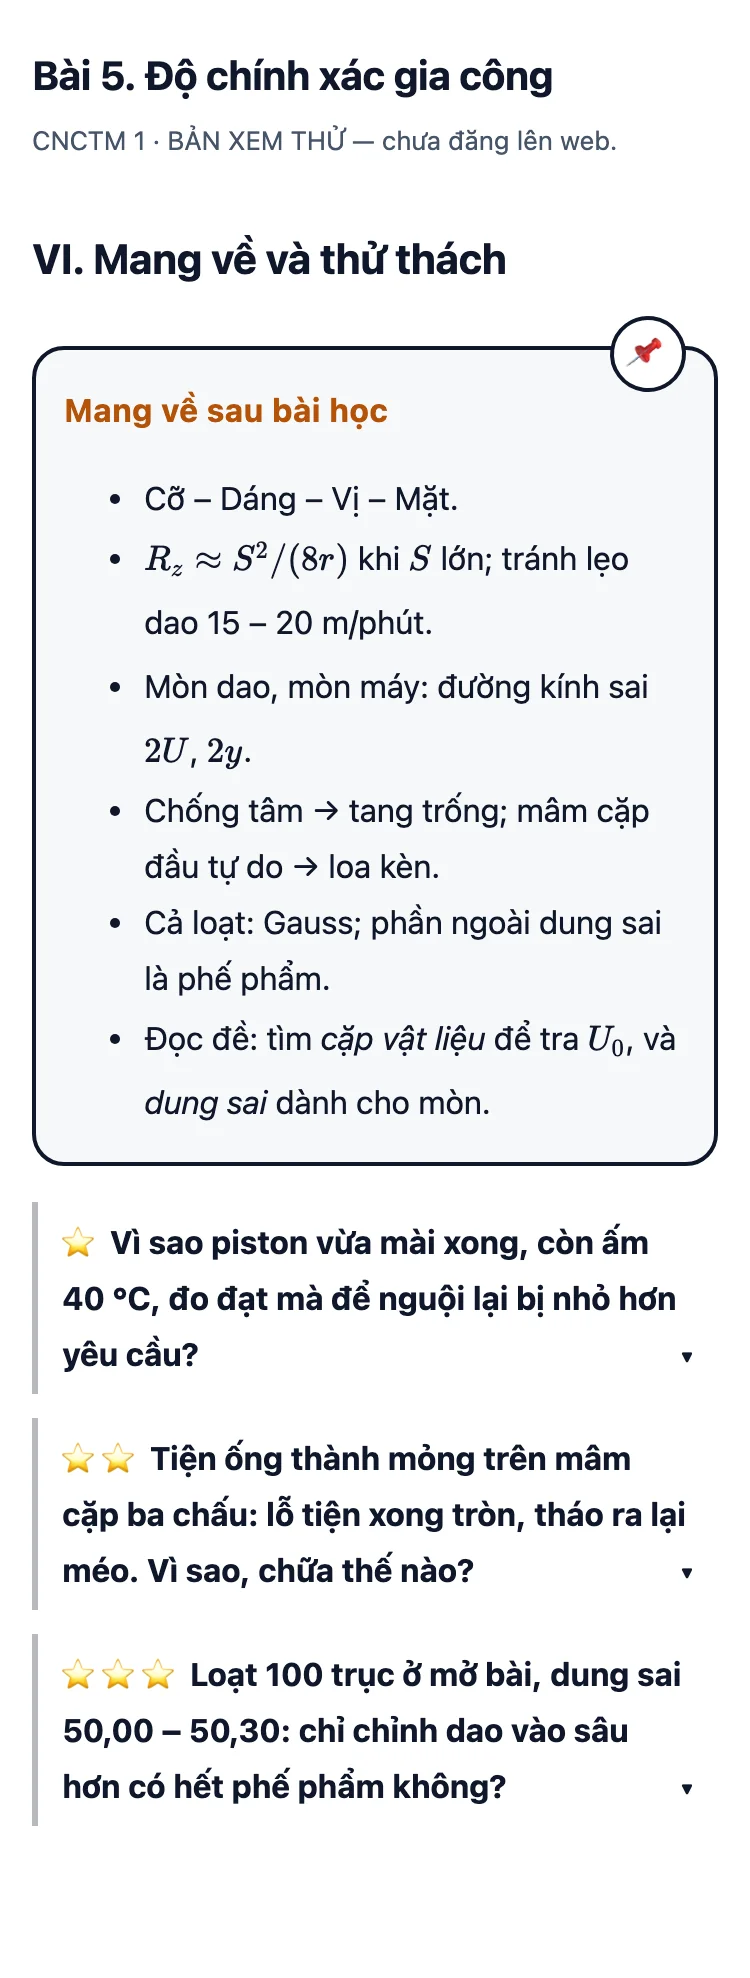 Bài 5. Độ chính xác gia công
CNCTM 1 · BẢN XEM THỬ — chưa đăng lên web.
VI. Mang về và thử thách
Mang về sau bài học
• Cỡ – Dáng – Vị – Mặt.
• R_z ≈ S²/(8r) khi S lớn; tránh lẹo
dao 15 – 20 m/phút.
• Mòn dao, mòn máy: đường kính sai
2U, 2y.
• Chống tâm → tang trống; mâm cặp
đầu tự do → loa kèn.
• Cả loạt: Gauss; phần ngoài dung sai
là phế phẩm.
• Đọc đề: tìm cặp vật liệu để tra U₀, và
dung sai dành cho mòn.
⭐ Vì sao piston vừa mài xong, còn ấm
40 °C, đo đạt mà để nguội lại bị nhỏ hơn
yêu cầu? ▾
⭐⭐ Tiện ống thành mỏng trên mâm
cặp ba chấu: lỗ tiện xong tròn, tháo ra lại
méo. Vì sao, chữa thế nào? ▾
⭐⭐⭐ Loạt 100 trục ở mở bài, dung sai
50,00 – 50,30: chỉ chỉnh dao vào sâu
hơn có hết phế phẩm không? ▾